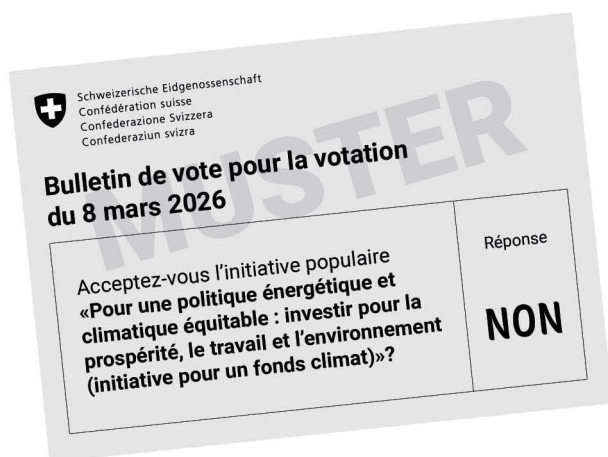 Schweizerische Eidgenossenschaft
Confédération suisse
Confederazione Svizzera
Confederaziun svizra
MUSTER
Bulletin de vote pour la votation
du 8 mars 2026
Acceptez-vous l’initiative populaire
«Pour une politique énergétique et
climatique équitable : investir pour la
prospérité, le travail et l’environnement
(initiative pour un fonds climat)»?
Réponse
NON